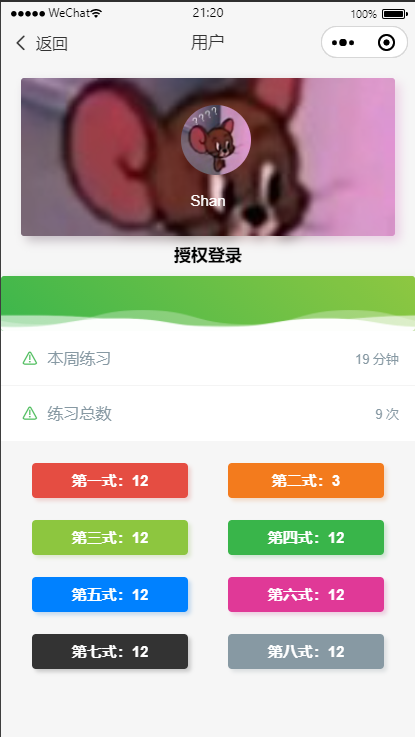 WeChat 21:20 100%
返回 用户
????
Shan
授权登录
本周练习 19 分钟
练习总数 9 次
第一式：12 第二式：3
第三式：12 第四式：12
第五式：12 第六式：12
第七式：12 第八式：12